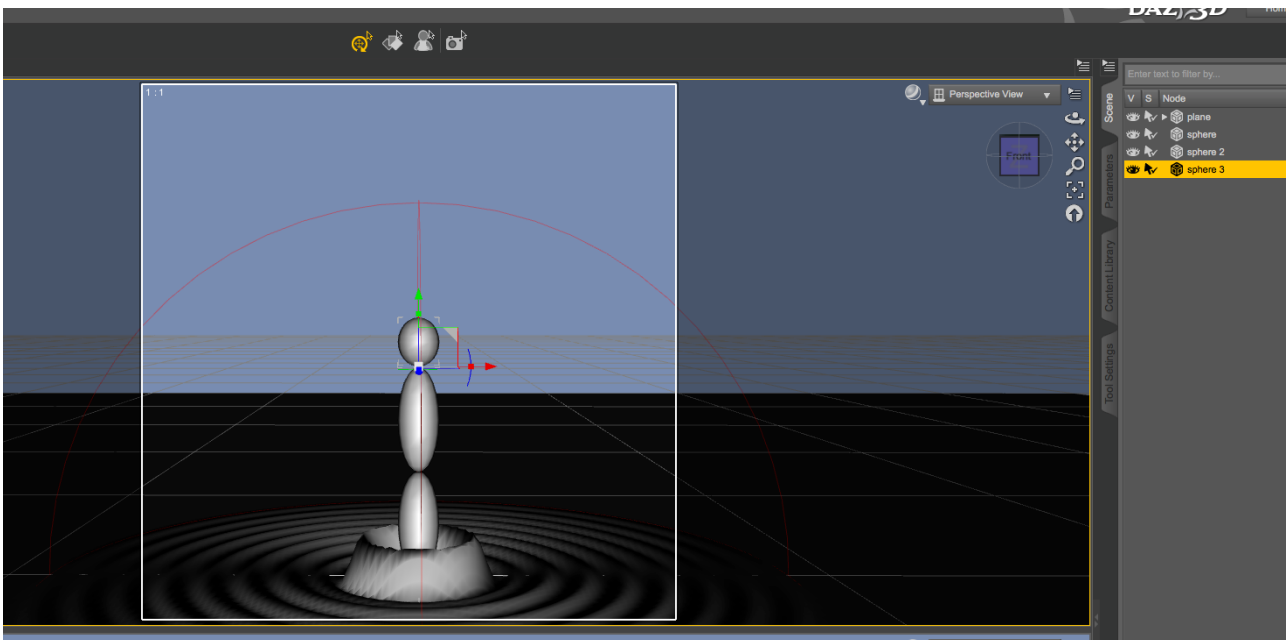 DAZ 3D
Enter text to filter by...
1 : 1
Perspective View
Front
V S Node
plane
sphere
sphere 2
sphere 3
Scene
Parameters
Content Library
Tool Settings